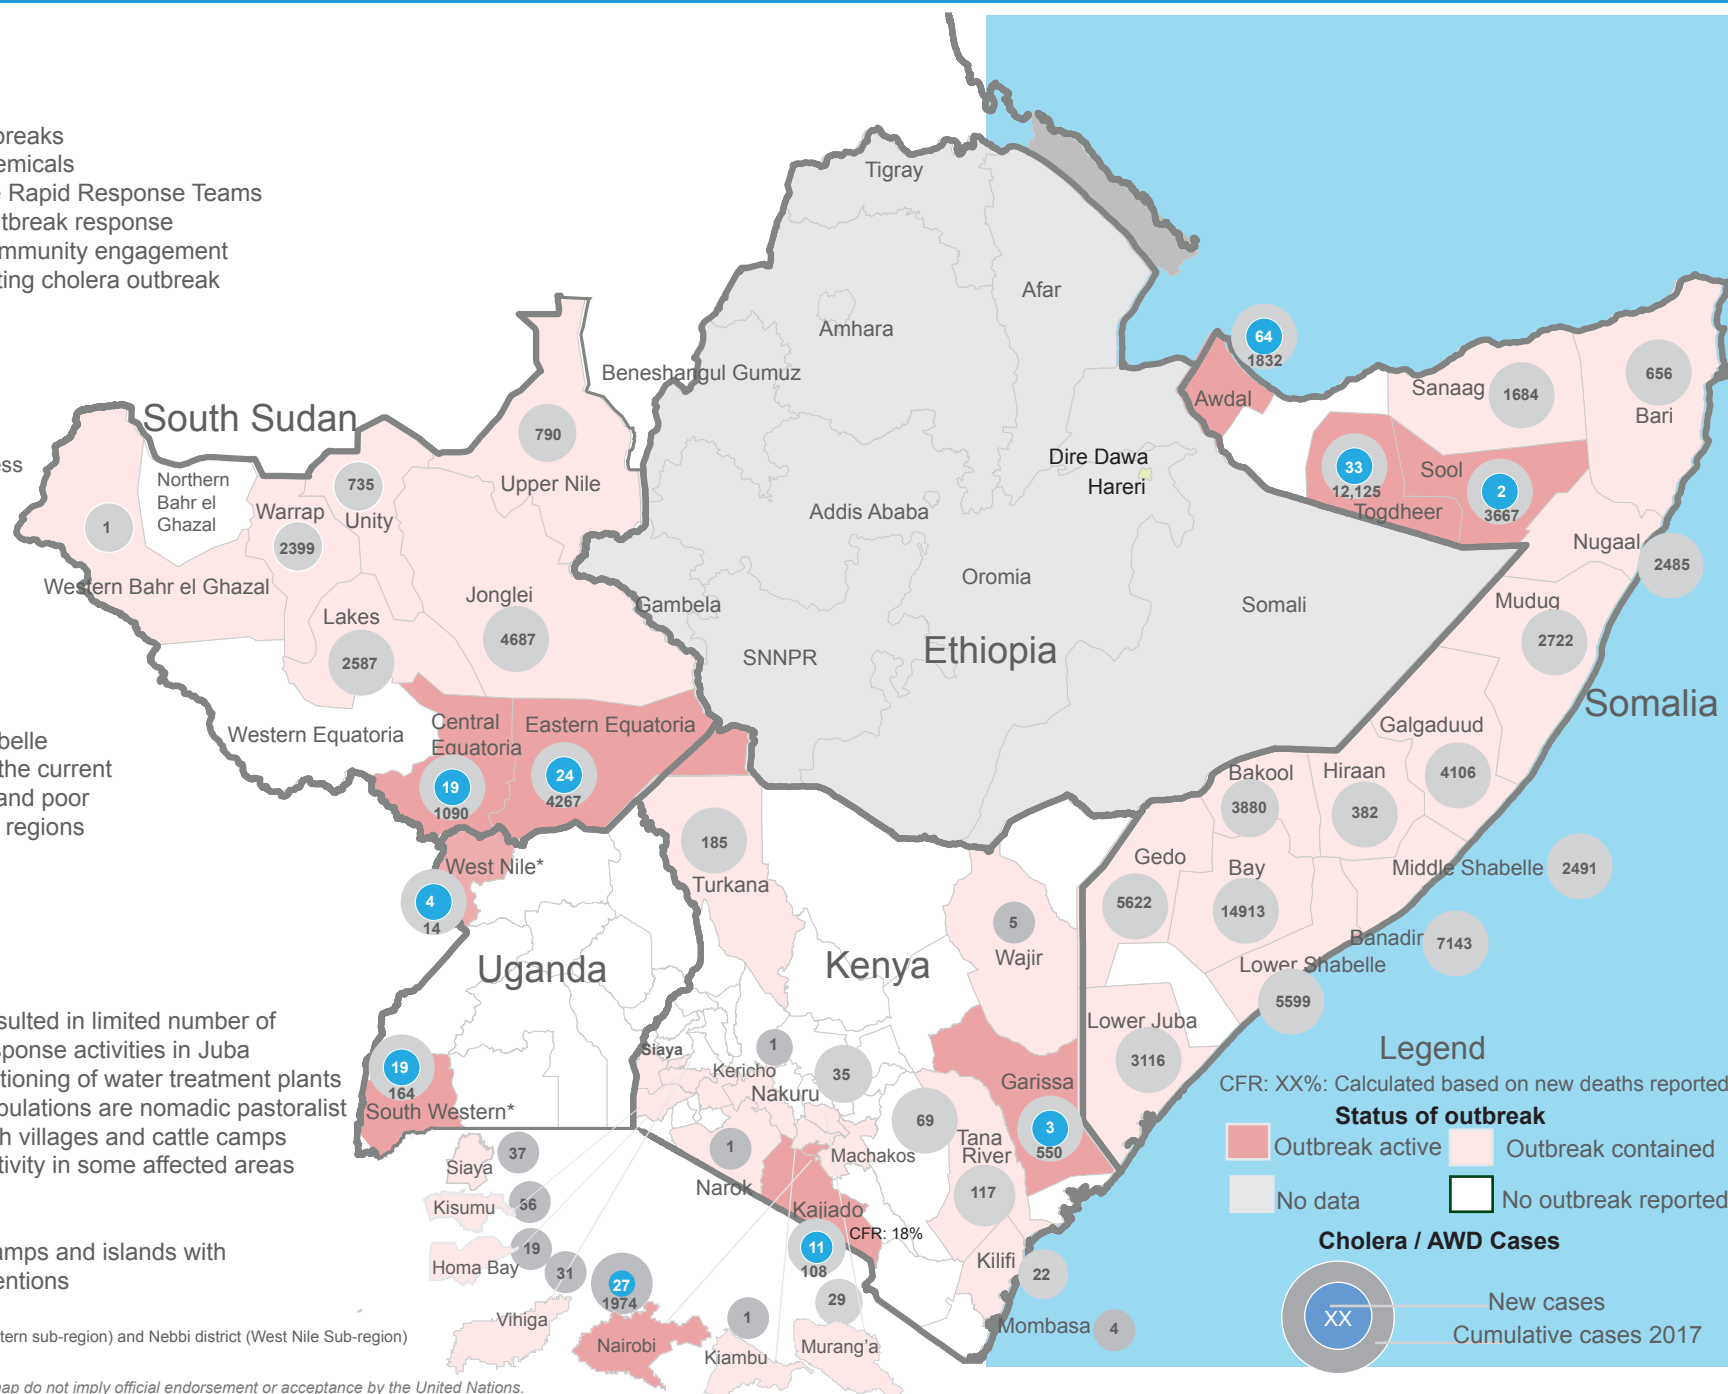 breaks
emicals
e Rapid Response Teams
tbreak response
mmunity engagement
ting cholera outbreak
ess
belle
the current
and poor
regions
sulted in limited number of
sponse activities in Juba
tioning of water treatment plants
pulations are nomadic pastoralist
h villages and cattle camps
tivity in some affected areas
amps and islands with
entions
tern sub-region) and Nebbi district (West Nile Sub-region)
nap do not imply official endorsement or acceptance by the United Nations.
South Sudan
Northern
Bahr el
Ghazal
1
Western Bahr el Ghazal
Warrap
2399
735
Unity
790
Upper Nile
Lakes
2587
Jonglei
4687
Western Equatoria
Central
Equatoria
19
1090
Eastern Equatoria
24
4267
Ethiopia
Tigray
Afar
Amhara
Beneshangul Gumuz
Dire Dawa
Hareri
Addis Ababa
Oromia
Somali
Gambela
SNNPR
Somalia
64
1832
Awdal
Sanaag
1684
656
Bari
33
12,125
Togdheer
Sool
2
3667
Nugaal
2485
Mudug
2722
Galgaduud
4106
Bakool
3880
Hiraan
382
Gedo
5622
Bay
14913
Middle Shabelle
2491
Banadir
7143
Lower Shabelle
5599
Lower Juba
3116
Uganda
West Nile*
4
14
19
164
South Western*
Kenya
185
Turkana
5
Wajir
Siaya
1
Kericho
Nakuru
35
69
Garissa
3
550
Tana
River
117
Machakos
1
Narok
Kajiado
CFR: 18%
11
108
Kilifi
22
Mombasa
4
Siaya
37
Kisumu
56
Homa Bay
19
31
Vihiga
27
1974
Nairobi
1
Kiambu
29
Murang’a
Legend
CFR: XX%: Calculated based on new deaths reported
Status of outbreak
Outbreak active
Outbreak contained
No data
No outbreak reported
Cholera / AWD Cases
XX
New cases
Cumulative cases 2017